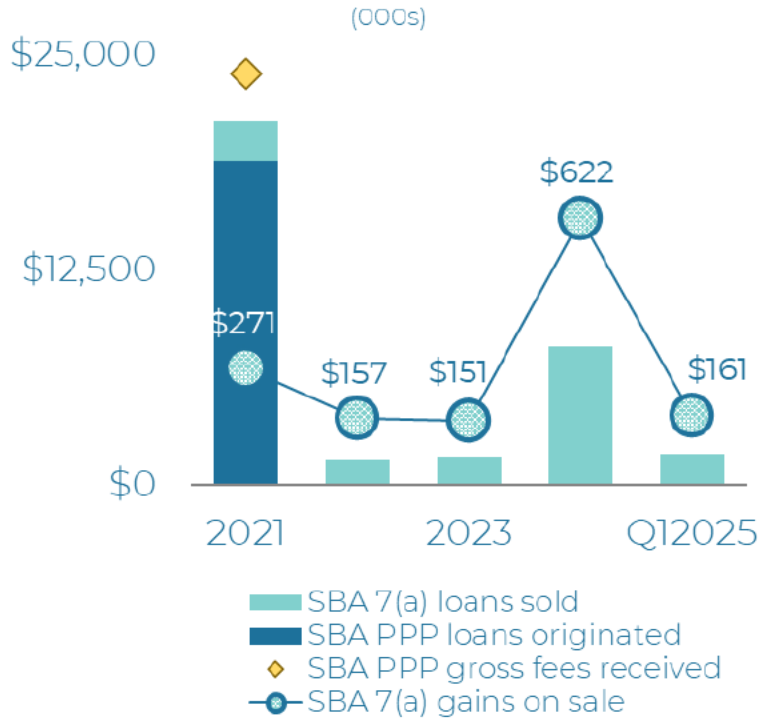 (000s)
$25,000
$622
$12,500
$271
$157
$151
$161
$0
2021
2023
Q12025
SBA 7(a) loans sold
SBA PPP loans originated
SBA PPP gross fees received
SBA 7(a) gains on sale